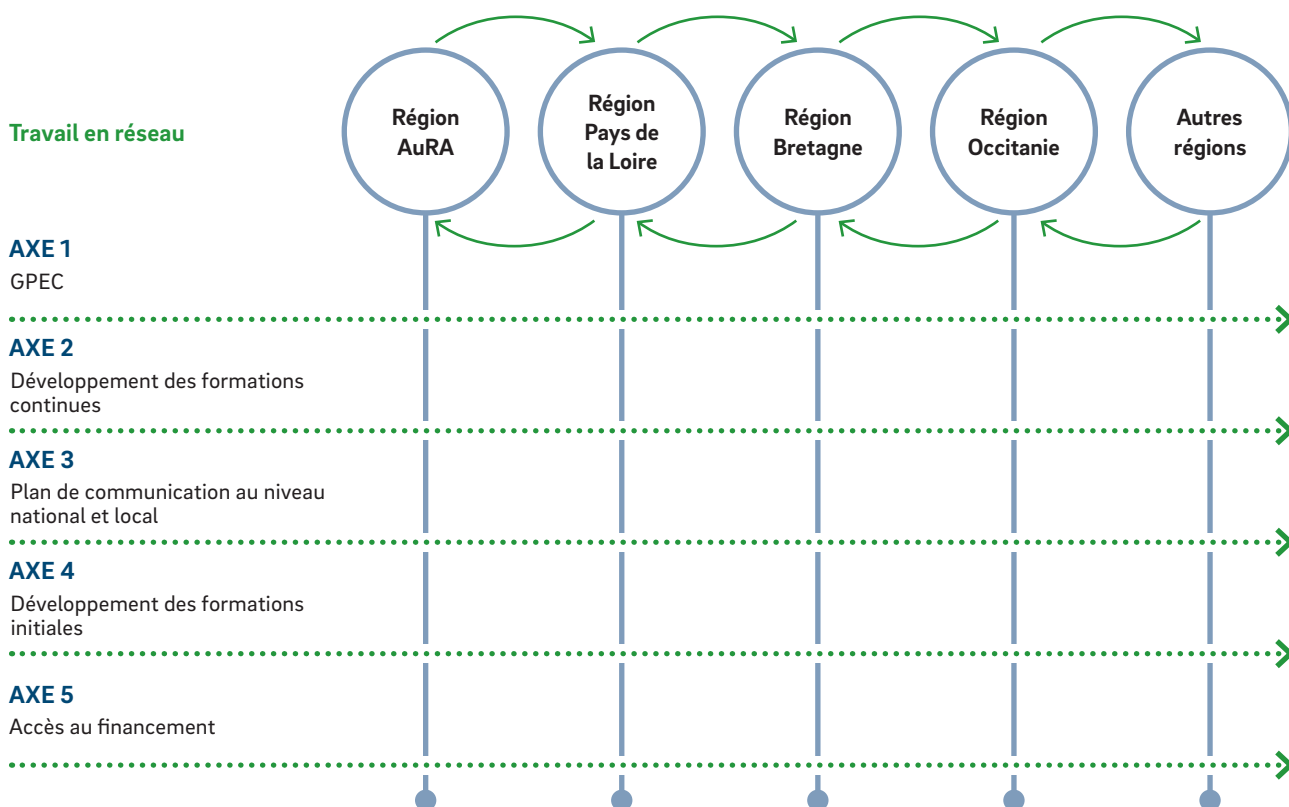 Travail en réseau
Région
AuRA
Région
Pays de
la Loire
Région
Bretagne
Région
Occitanie
Autres
régions
AXE 1
GPEC
AXE 2
Développement des formations
continues
AXE 3
Plan de communication au niveau
national et local
AXE 4
Développement des formations
initiales
AXE 5
Accès au financement